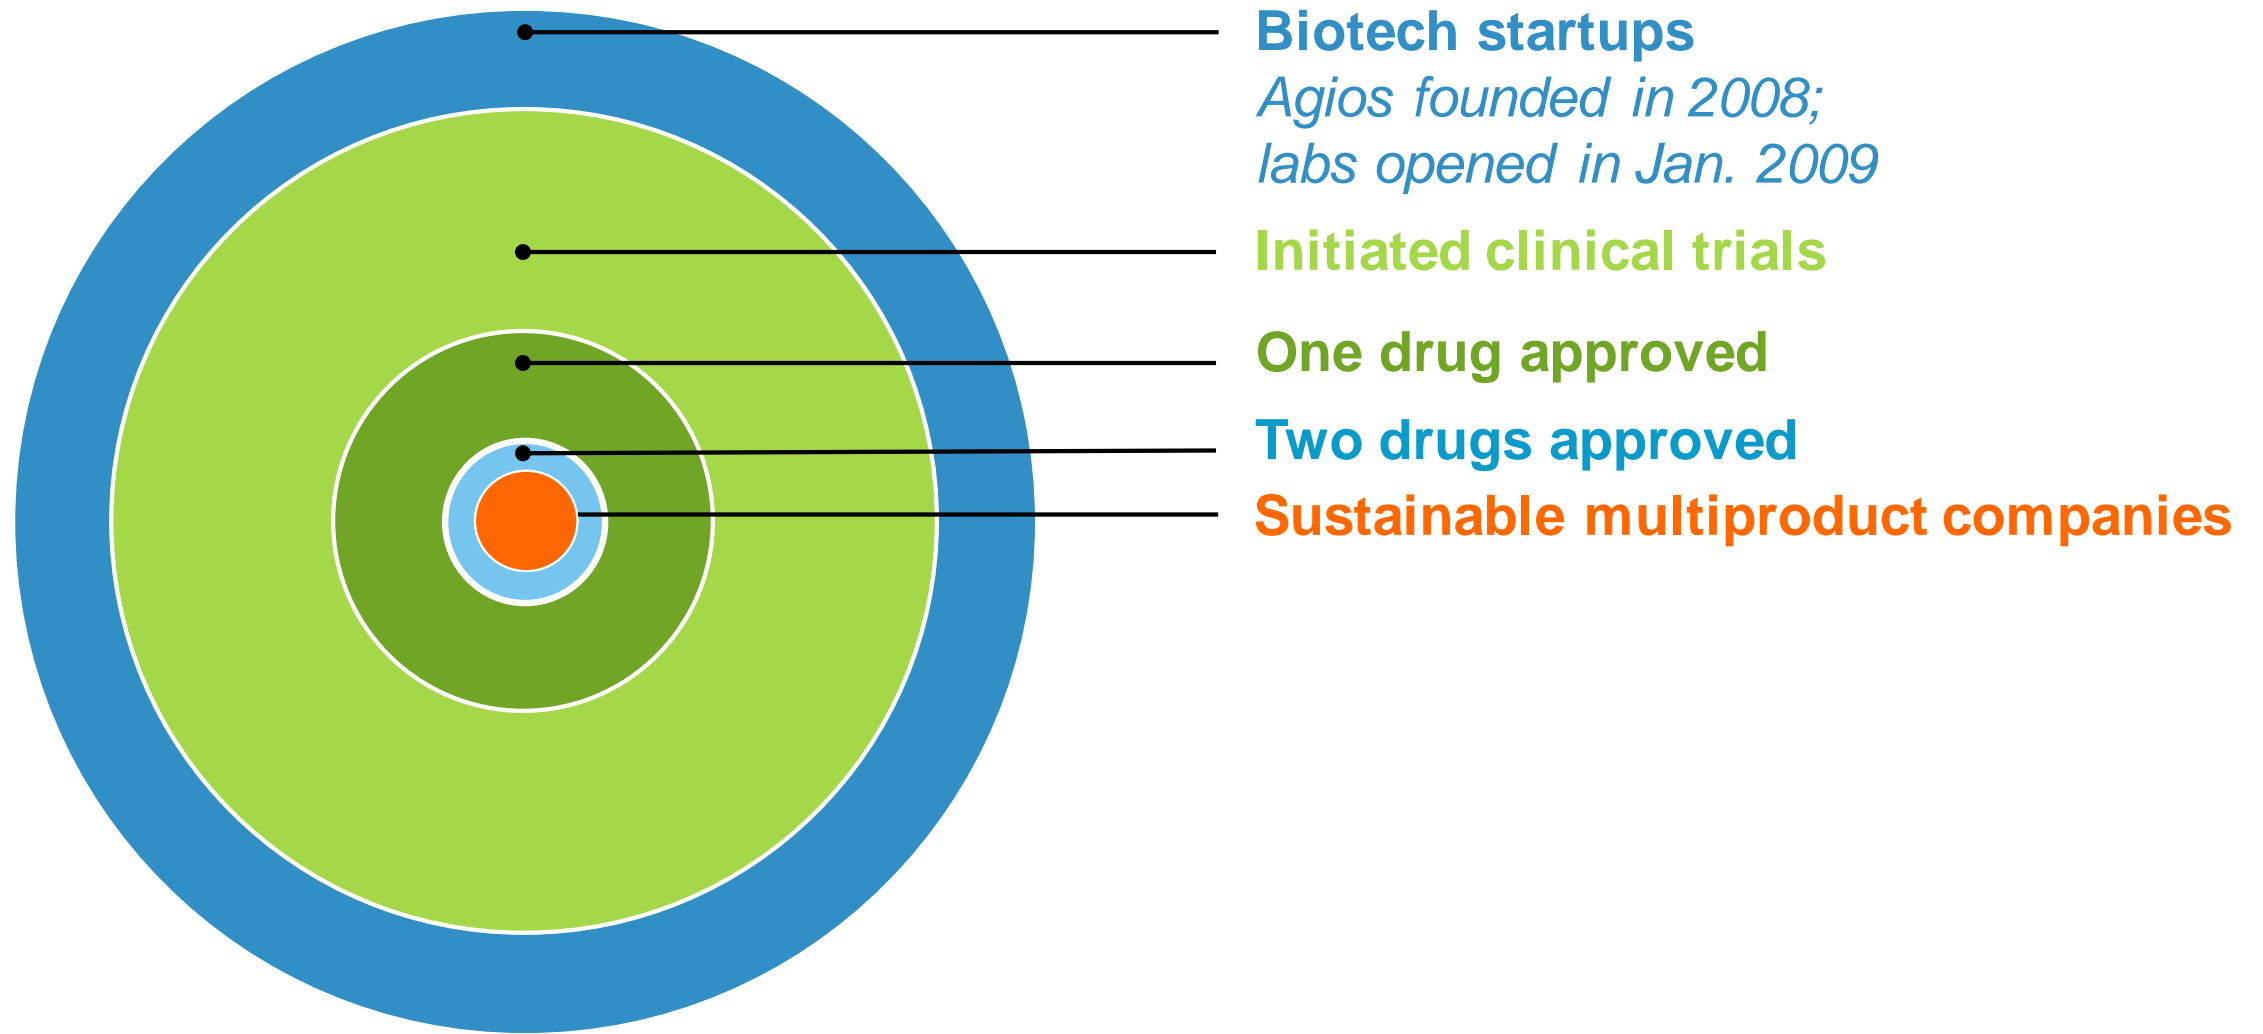 Biotech startups
Agios founded in 2008;
labs opened in Jan. 2009
Initiated clinical trials
One drug approved
Two drugs approved
Sustainable multiproduct companies